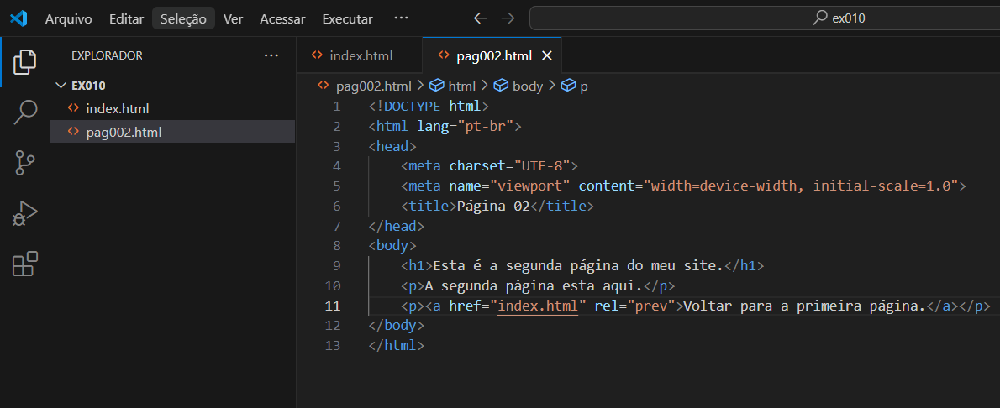 Arquivo Editar Seleção Ver Acessar Executar ··· ex010
EXPLORADOR ···
EX010
index.html
pag002.html
index.html pag002.html
pag002.html > html > body > p
1 <!DOCTYPE html>
2 <html lang="pt-br">
3 <head>
4 <meta charset="UTF-8">
5 <meta name="viewport" content="width=device-width, initial-scale=1.0">
6 <title>Página 02</title>
7 </head>
8 <body>
9 <h1>Esta é a segunda página do meu site.</h1>
10 <p>A segunda página esta aqui.</p>
11 <p><a href="index.html" rel="prev">Voltar para a primeira página.</a></p>
12 </body>
13 </html>